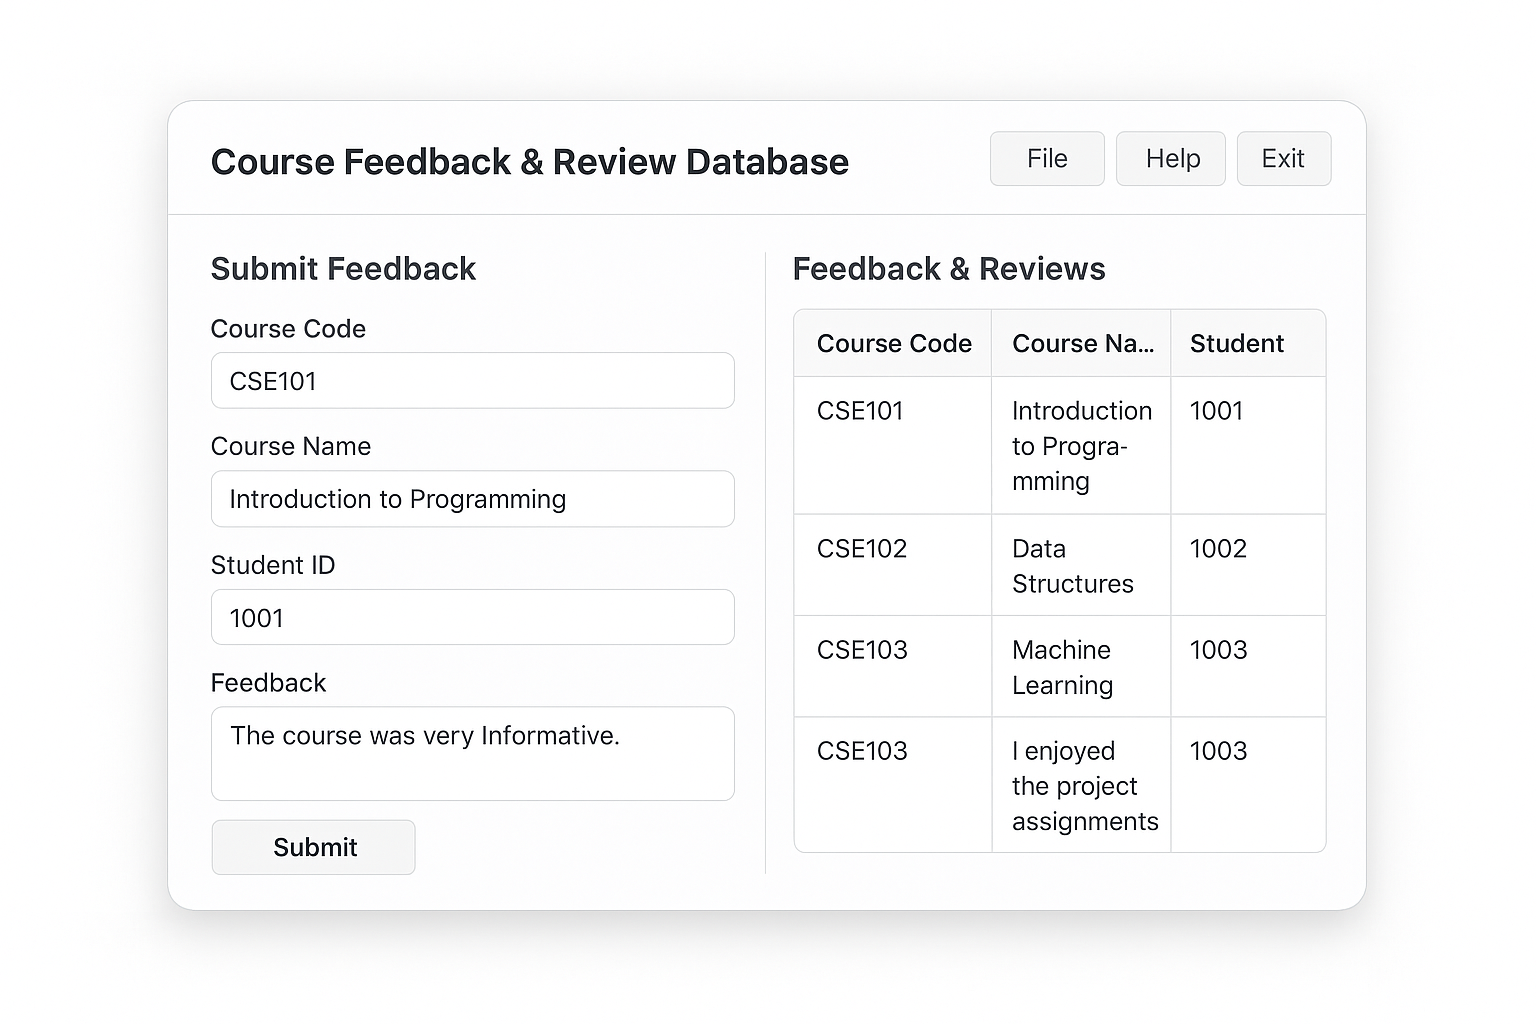 Course Feedback & Review Database
File Help Exit
Submit Feedback
Course Code
CSE101
Course Name
Introduction to Programming
Student ID
1001
Feedback
The course was very Informative.
Submit
Feedback & Reviews
Course Code Course Na... Student
CSE101 Introduction 1001
to Progra-
mming
CSE102 Data 1002
Structures
CSE103 Machine 1003
Learning
CSE103 I enjoyed 1003
the project
assignments